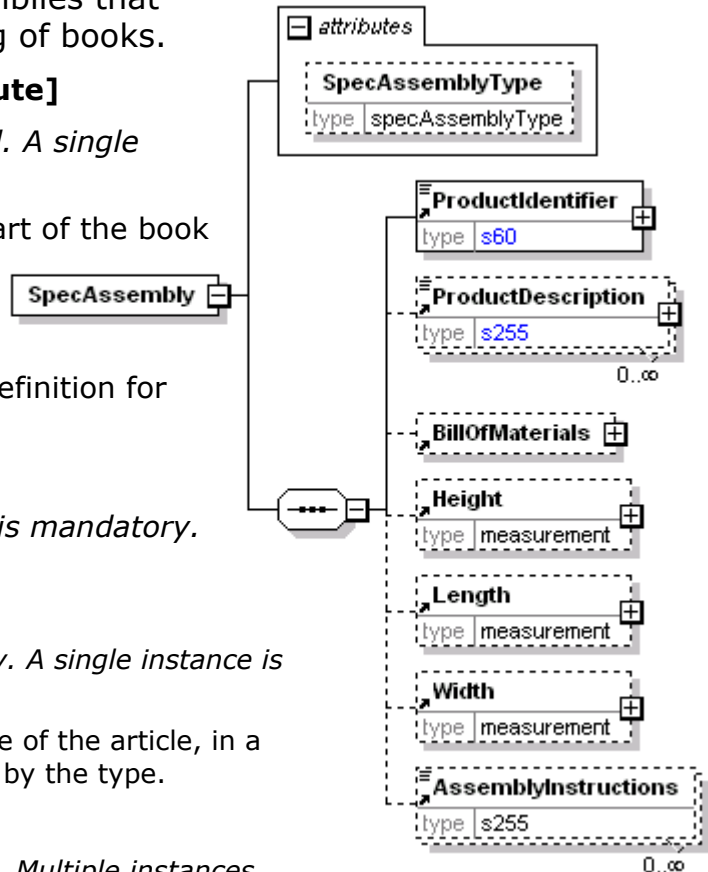 blies that
g of books.
ute]
. A single
art of the book
efinition for
is mandatory.
. A single instance is
e of the article, in a
by the type.
. Multiple instances
attributes
SpecAssemblyType
type specAssemblyType
SpecAssembly
ProductIdentifier
type s60
ProductDescription
type s255
0..∞
BillOfMaterials
Height
type measurement
Length
type measurement
Width
type measurement
AssemblyInstructions
type s255
0..∞